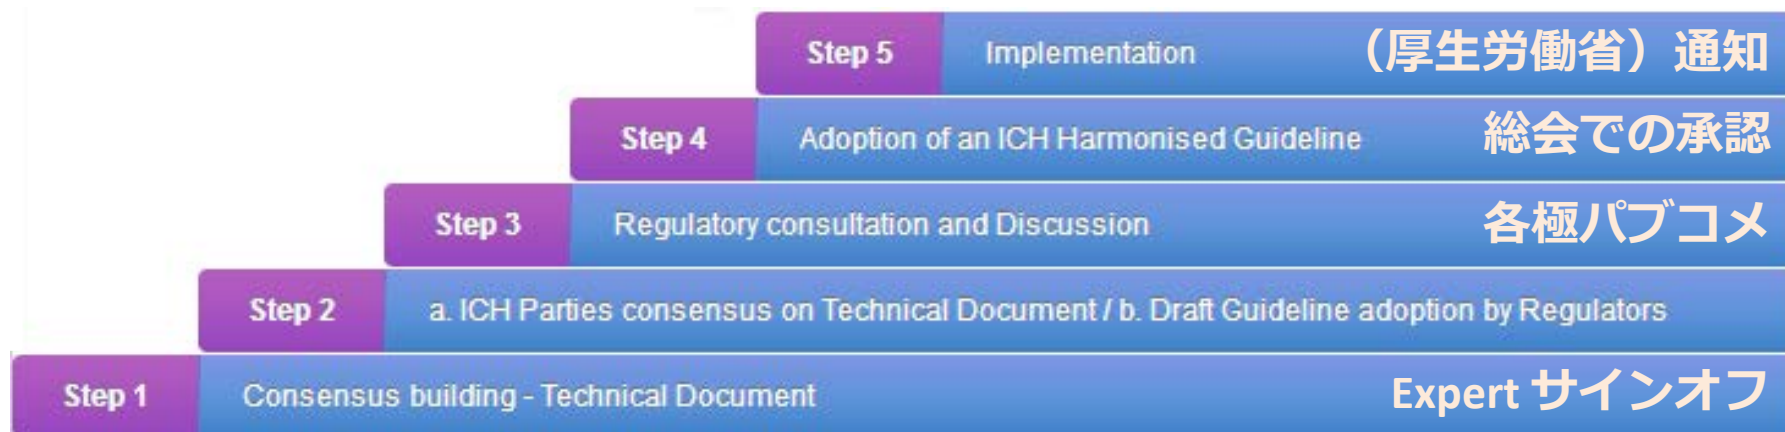 Step 5 Implementation （厚生労働省）通知
Step 4 Adoption of an ICH Harmonised Guideline 総会での承認
Step 3 Regulatory consultation and Discussion 各極パブコメ
Step 2 a. ICH Parties consensus on Technical Document / b. Draft Guideline adoption by Regulators
Step 1 Consensus building - Technical Document Expert サインオフ